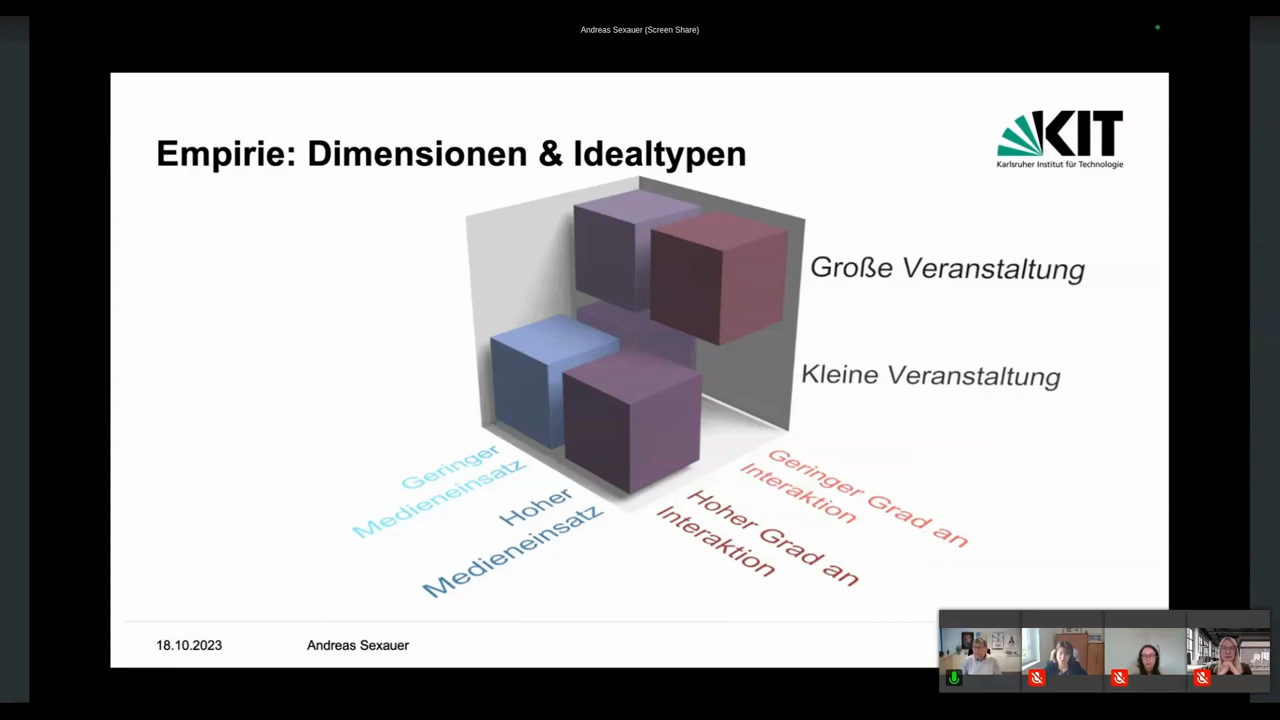 Andreas Sexauer (Screen Share)
Empirie: Dimensionen & Idealtypen
KIT
Karlsruher Institut für Technologie
Große Veranstaltung
Kleine Veranstaltung
Geringer
Medieneinsatz
Hoher
Medieneinsatz
Geringer Grad an
Interaktion
Hoher Grad an
Interaktion
18.10.2023
Andreas Sexauer